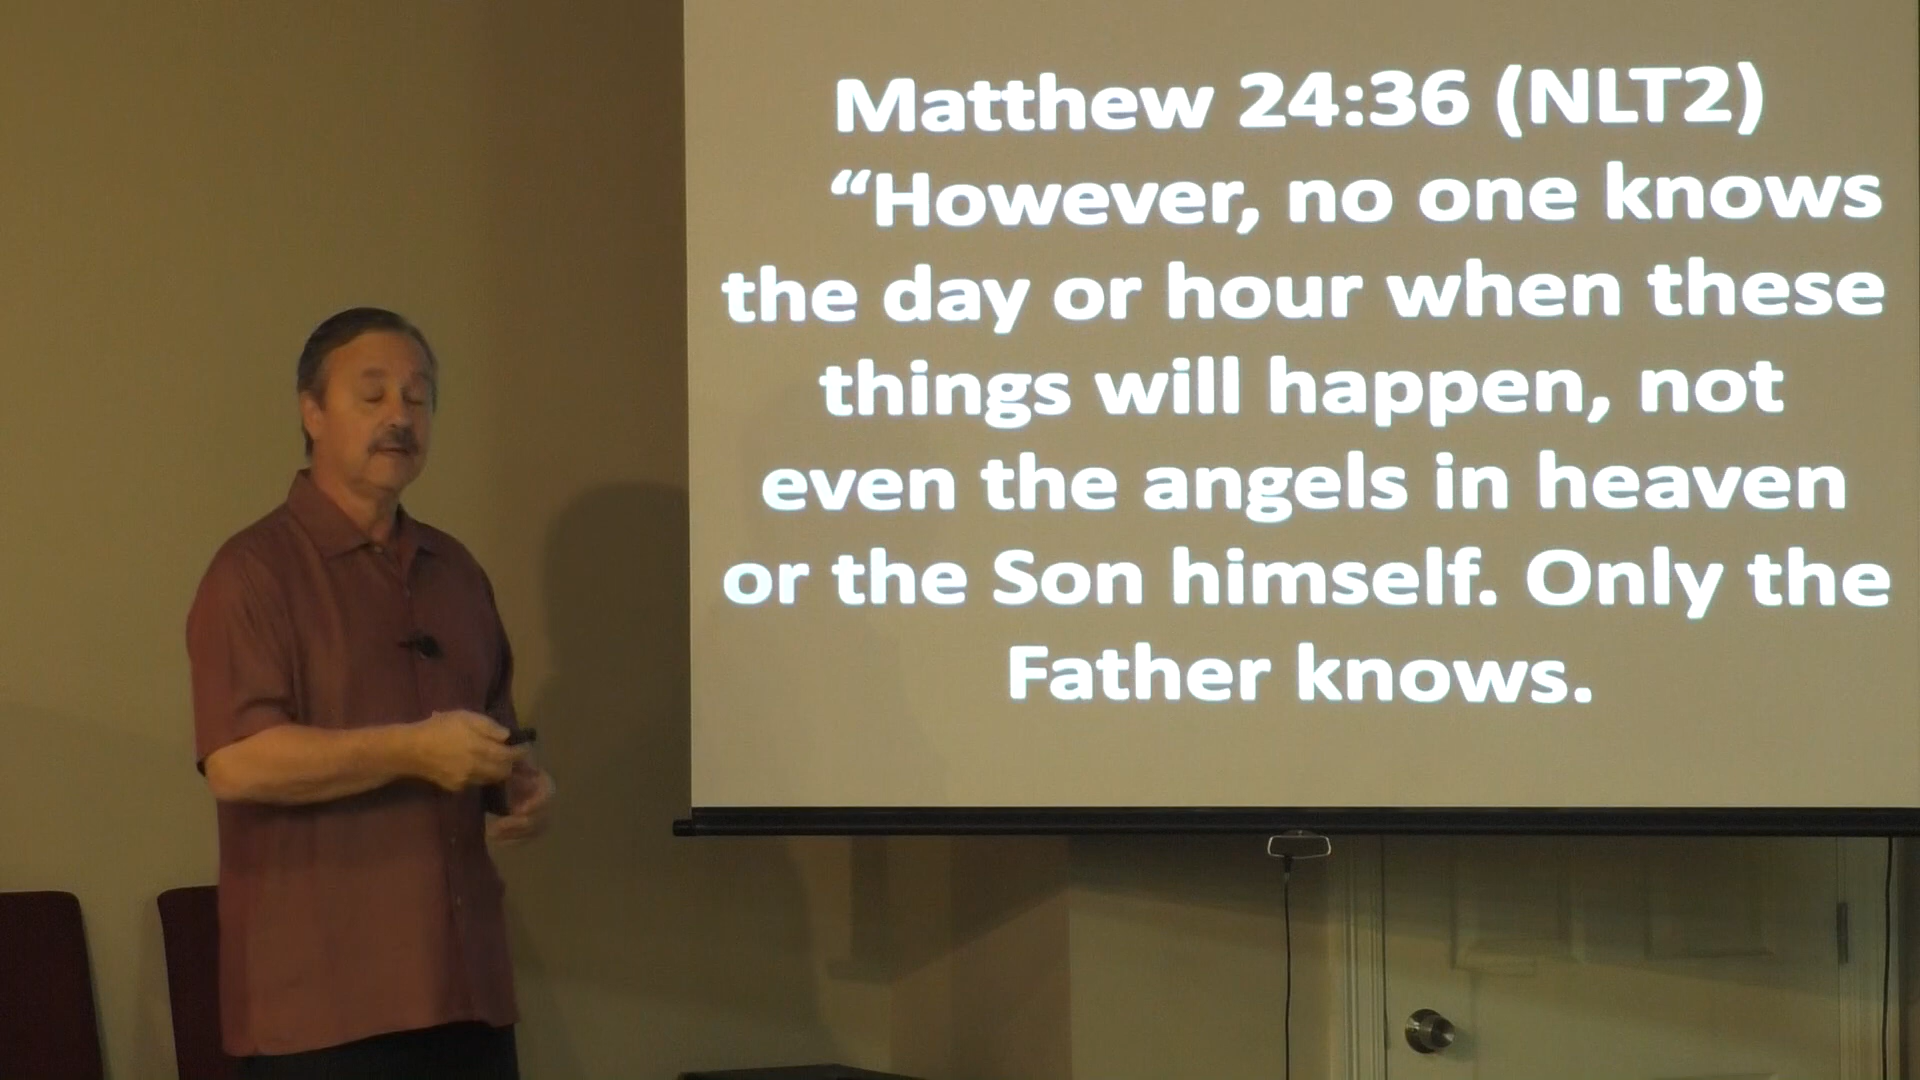 Matthew 24:36 (NLT2)
“However, no one knows
the day or hour when these
things will happen, not
even the angels in heaven
or the Son himself. Only the
Father knows.